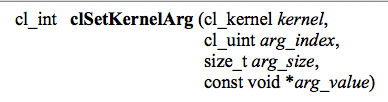 cl_int clSetKernelArg (cl_kernel kernel,
cl_uint arg_index,
size_t arg_size,
const void *arg_value)